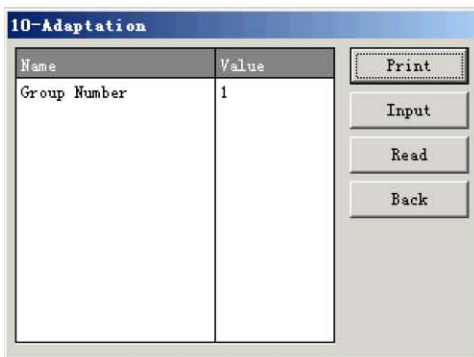 10-Adaptation
Name Value
Group Number 1
Print
Input
Read
Back